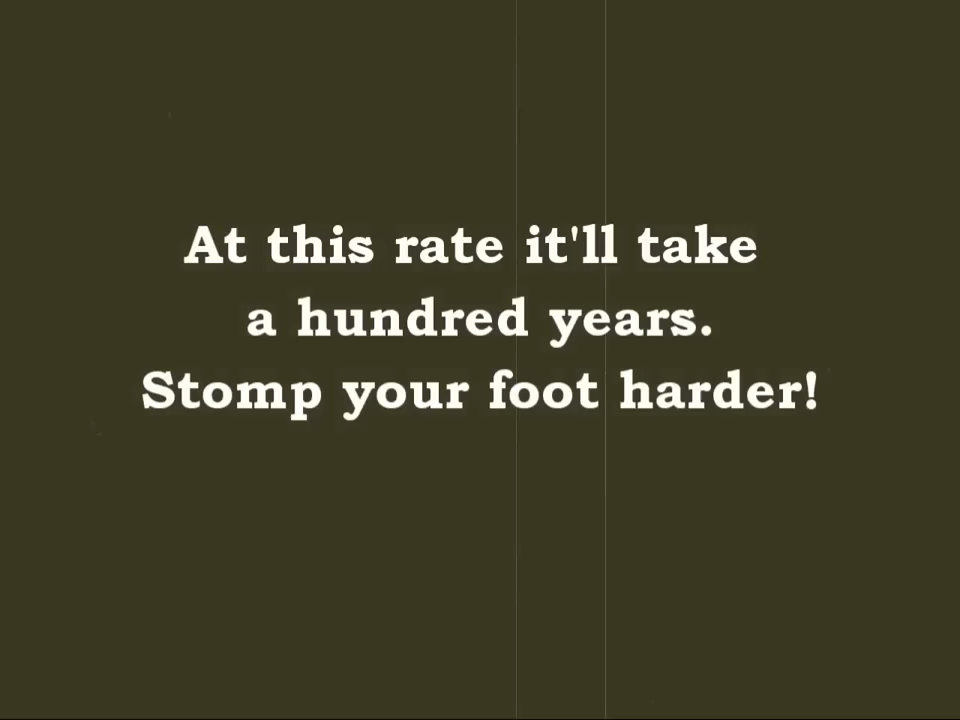 At this rate it'll take
a hundred years.
Stomp your foot harder!